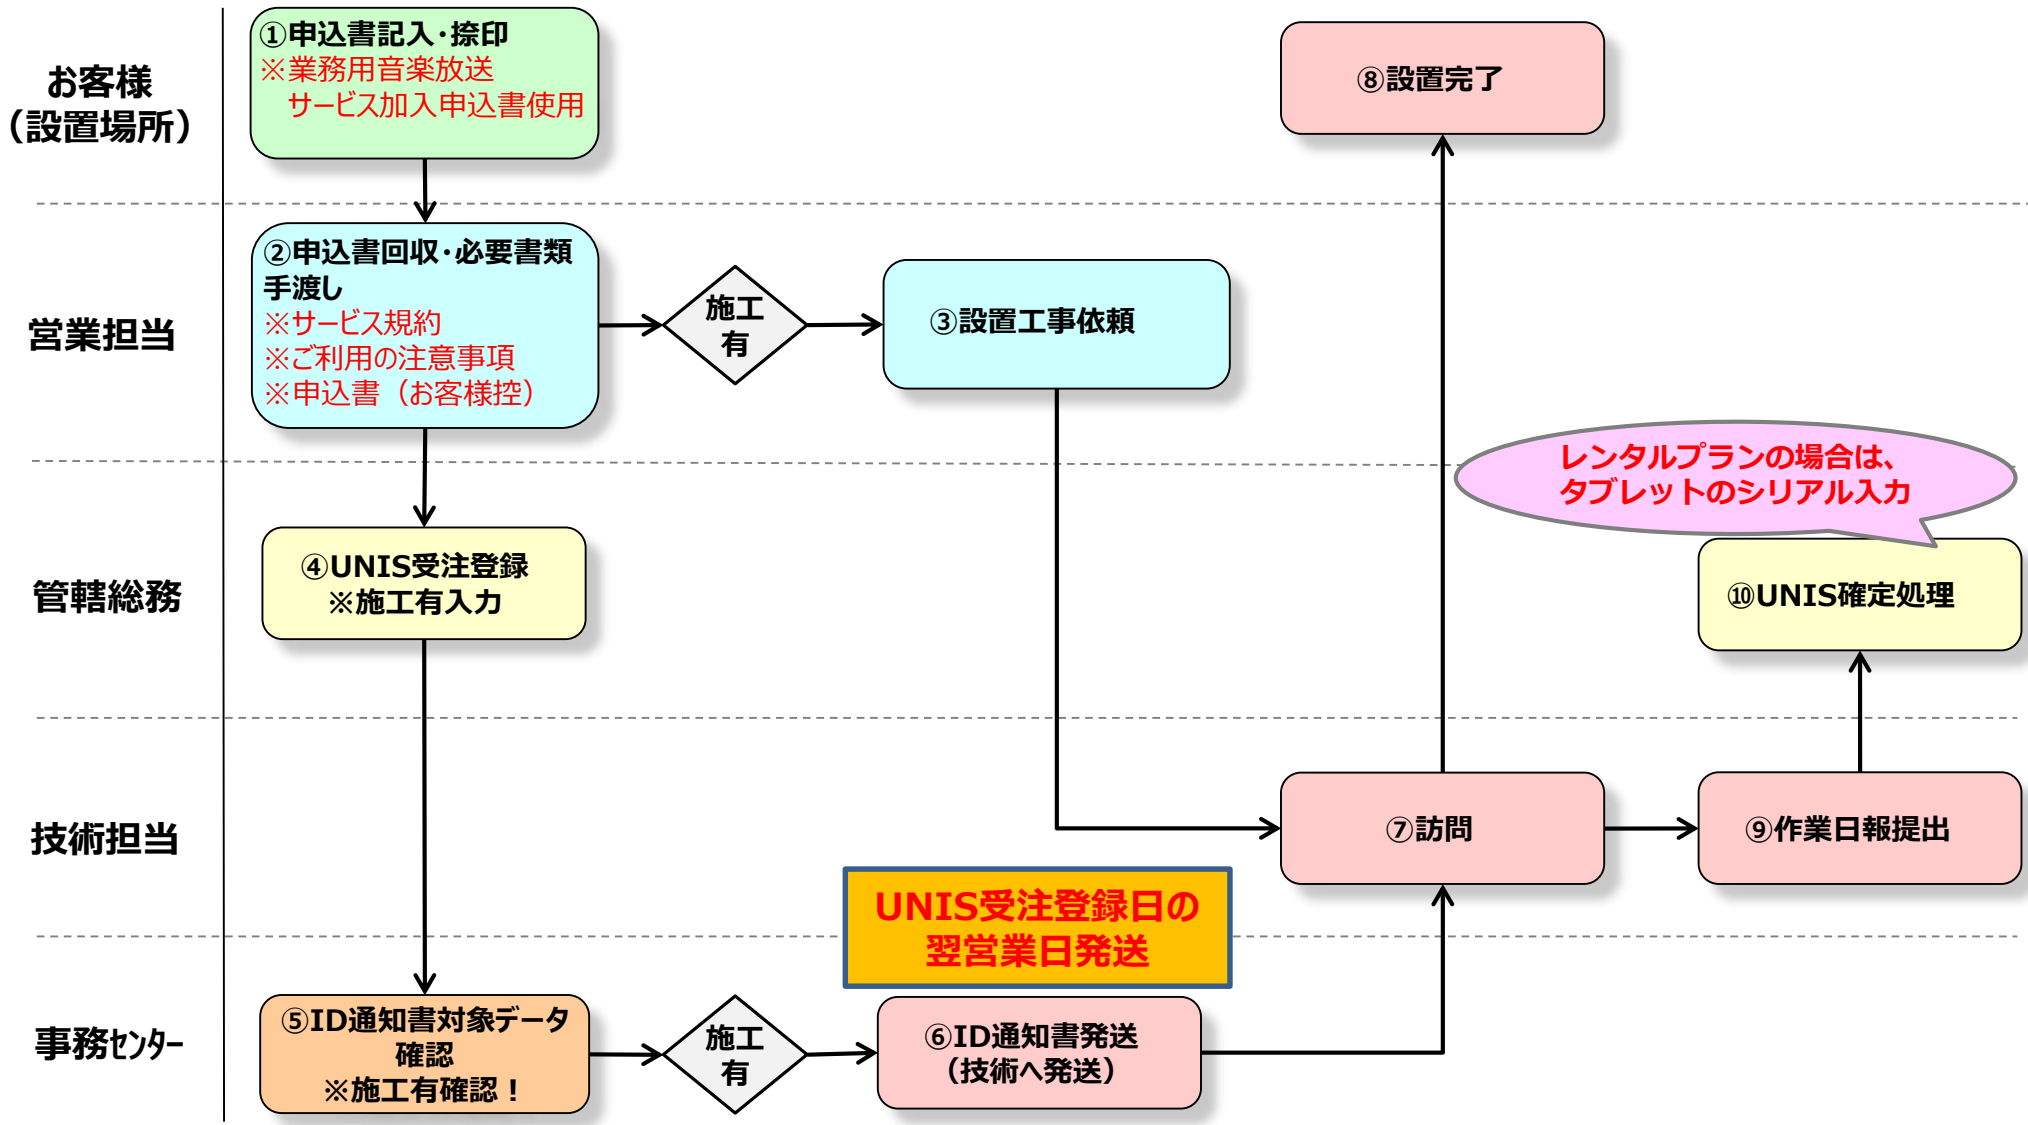 お客様
（設置場所）
①申込書記入・捺印
※業務用音楽放送
サービス加入申込書使用
⑧設置完了
営業担当
②申込書回収・必要書類
手渡し
※サービス規約
※ご利用の注意事項
※申込書（お客様控）
施工
有
③設置工事依頼
レンタルプランの場合は、
タブレットのシリアル入力
管轄総務
④UNIS受注登録
※施工有入力
⑩UNIS確定処理
技術担当
⑦訪問
⑨作業日報提出
UNIS受注登録日の
翌営業日発送
事務ｾﾝﾀｰ
⑤ID通知書対象データ
確認
※施工有確認！
施工
有
⑥ID通知書発送
（技術へ発送）